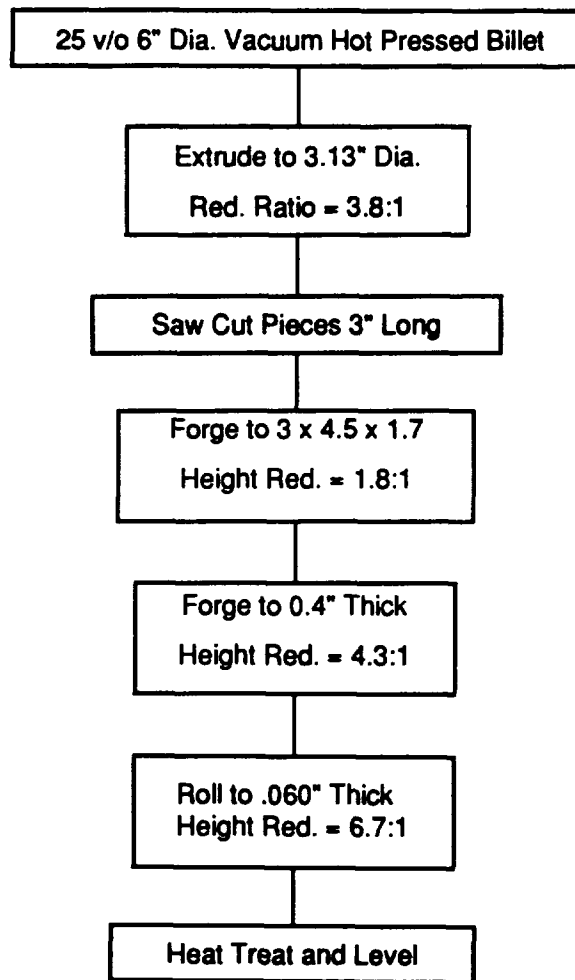 25 v/o 6" Dia. Vacuum Hot Pressed Billet
Extrude to 3.13" Dia.
Red. Ratio = 3.8:1
Saw Cut Pieces 3" Long
Forge to 3 x 4.5 x 1.7
Height Red. = 1.8:1
Forge to 0.4" Thick
Height Red. = 4.3:1
Roll to .060" Thick
Height Red. = 6.7:1
Heat Treat and Level